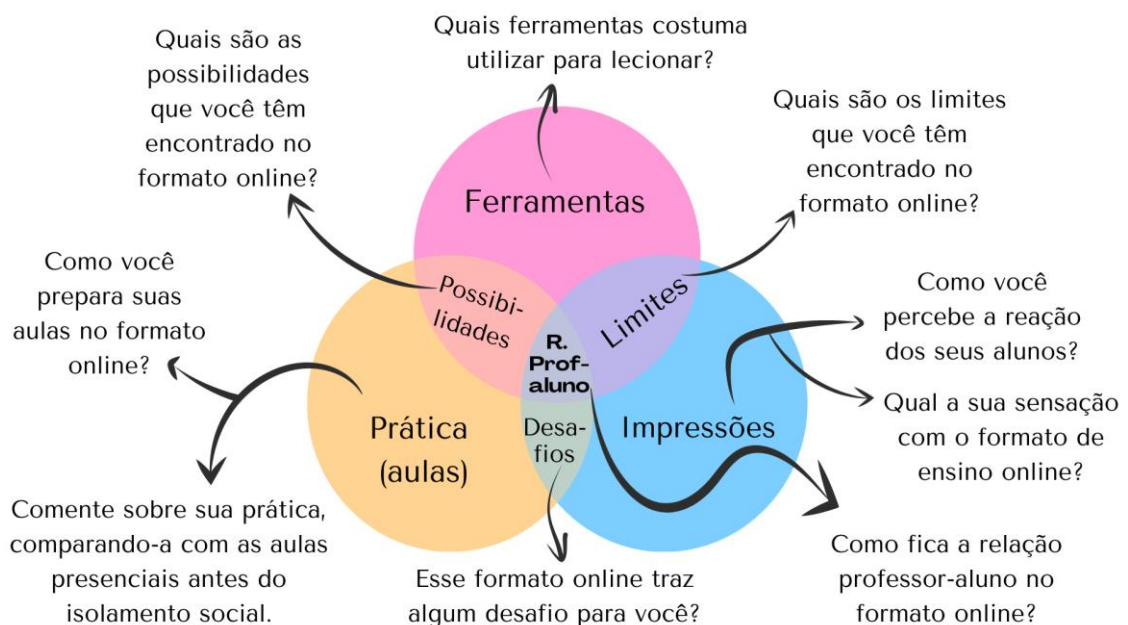 Quais são as
possibilidades
que você têm
encontrado no
formato online?
Quais ferramentas costuma
utilizar para lecionar?
Quais são os limites
que você têm
encontrado no
formato online?
Ferramentas
Como você
prepara suas
aulas no formato
online?
Possibi-
lidades
Limites
R.
Prof-
aluno
Como você
percebe a reação
dos seus alunos?
Prática
(aulas)
Desa-
fios
Impressões
Qual a sua sensação
com o formato de
ensino online?
Comente sobre sua prática,
comparando-a com as aulas
presenciais antes do
isolamento social.
Esse formato online traz
algum desafio para você?
Como fica a relação
professor-aluno no
formato online?